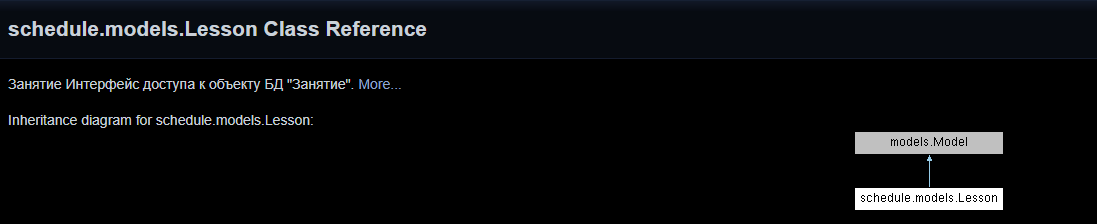 schedule.models.Lesson Class Reference
Занятие Интерфейс доступа к объекту БД "Занятие". More...
Inheritance diagram for schedule.models.Lesson:
models.Model
schedule.models.Lesson